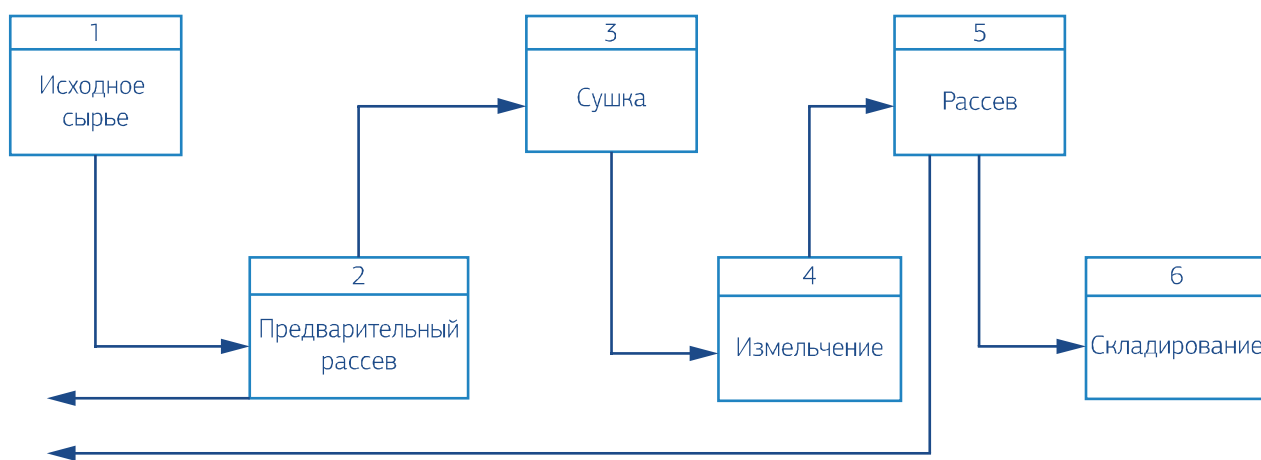 1
Исходное
сырье
2
Предварительный
рассев
3
Сушка
4
Измельчение
5
Рассев
6
Складирование